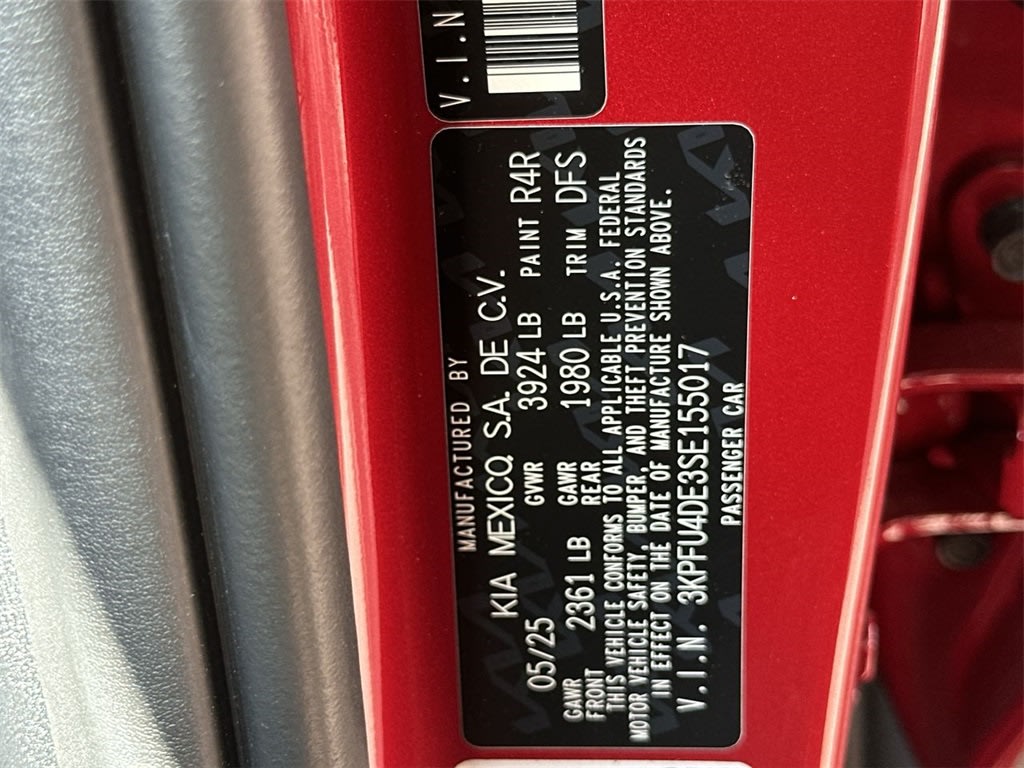 V.I.N
MANUFACTURED BY
KIA MEXICO, S.A. DE C.V.
05/25 GVWR 3924 LB PAINT R4R
GAWR FRONT 2361 LB GAWR REAR 1980 LB TRIM DFS
THIS VEHICLE CONFORMS TO ALL APPLICABLE U.S.A. FEDERAL
MOTOR VEHICLE SAFETY, BUMPER, AND THEFT PREVENTION STANDARDS
IN EFFECT ON THE DATE OF MANUFACTURE SHOWN ABOVE.
V.I.N. 3KPFU4DE3SE155017
PASSENGER CAR